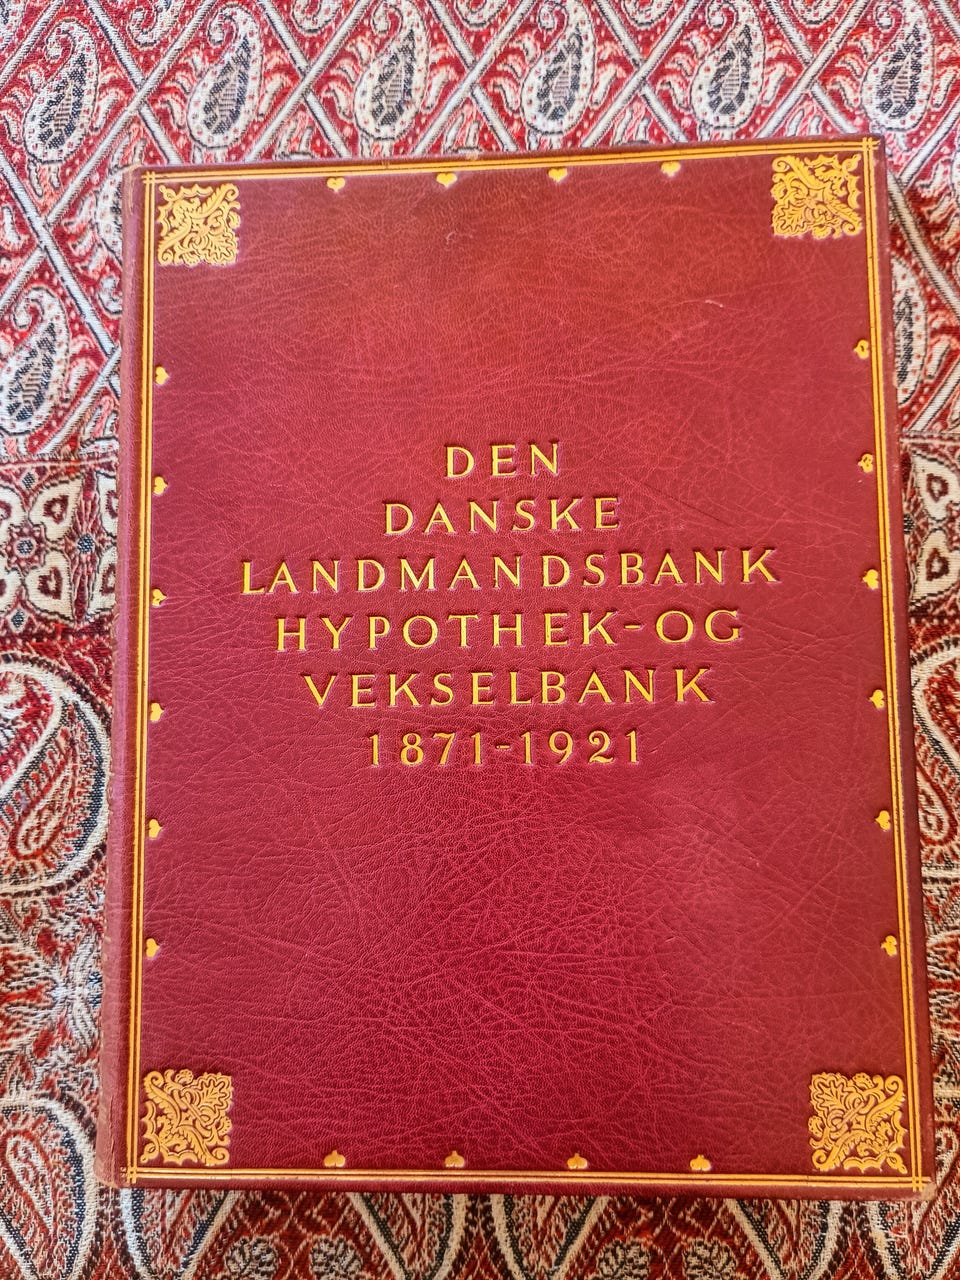 DEN
DANSKE
LANDMANDSBANK
HYPOTHEK-OG
VEKSELBANK
1871-1921